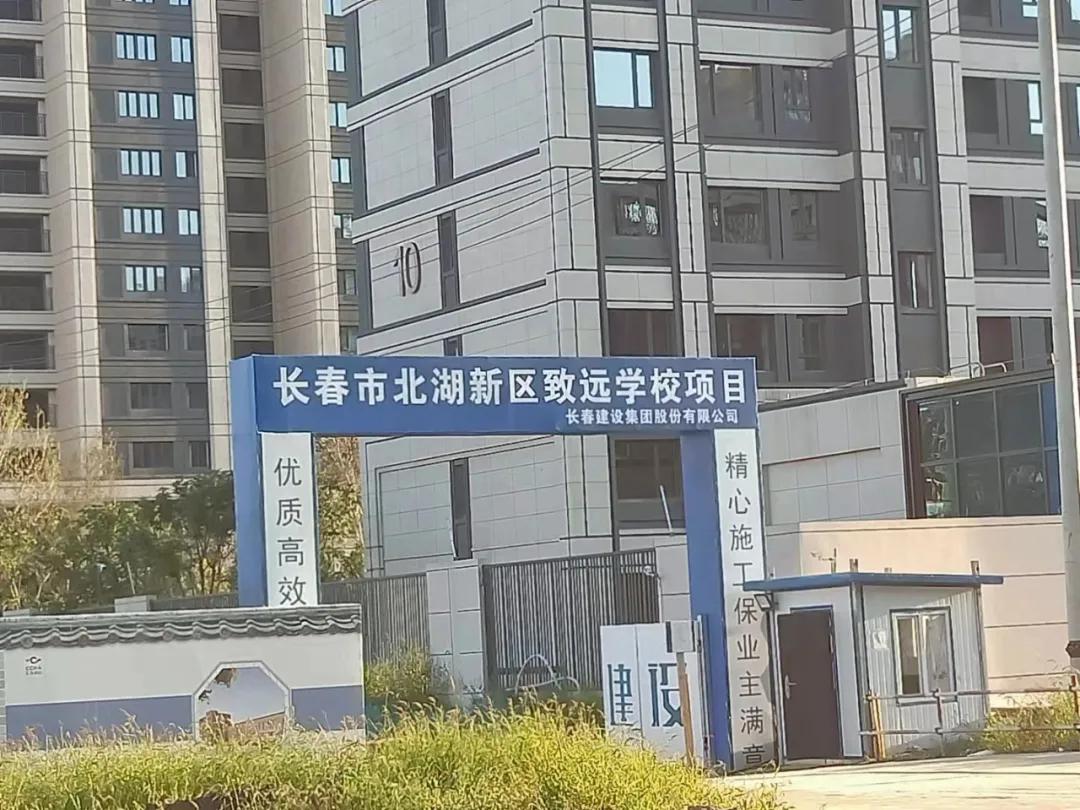 10
长春市北湖新区致远学校项目
长春建设集团股份有限公司
优质高效
精心施工保业主满意
建设